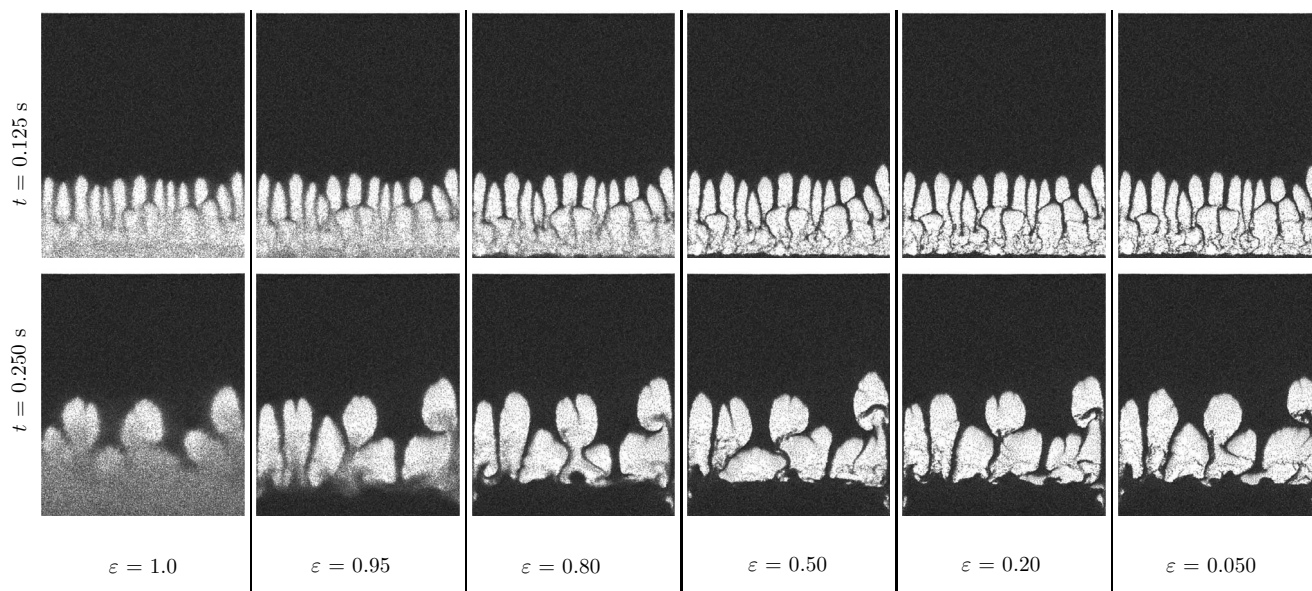 t = 0.125 s
t = 0.250 s
ε = 1.0
ε = 0.95
ε = 0.80
ε = 0.50
ε = 0.20
ε = 0.050